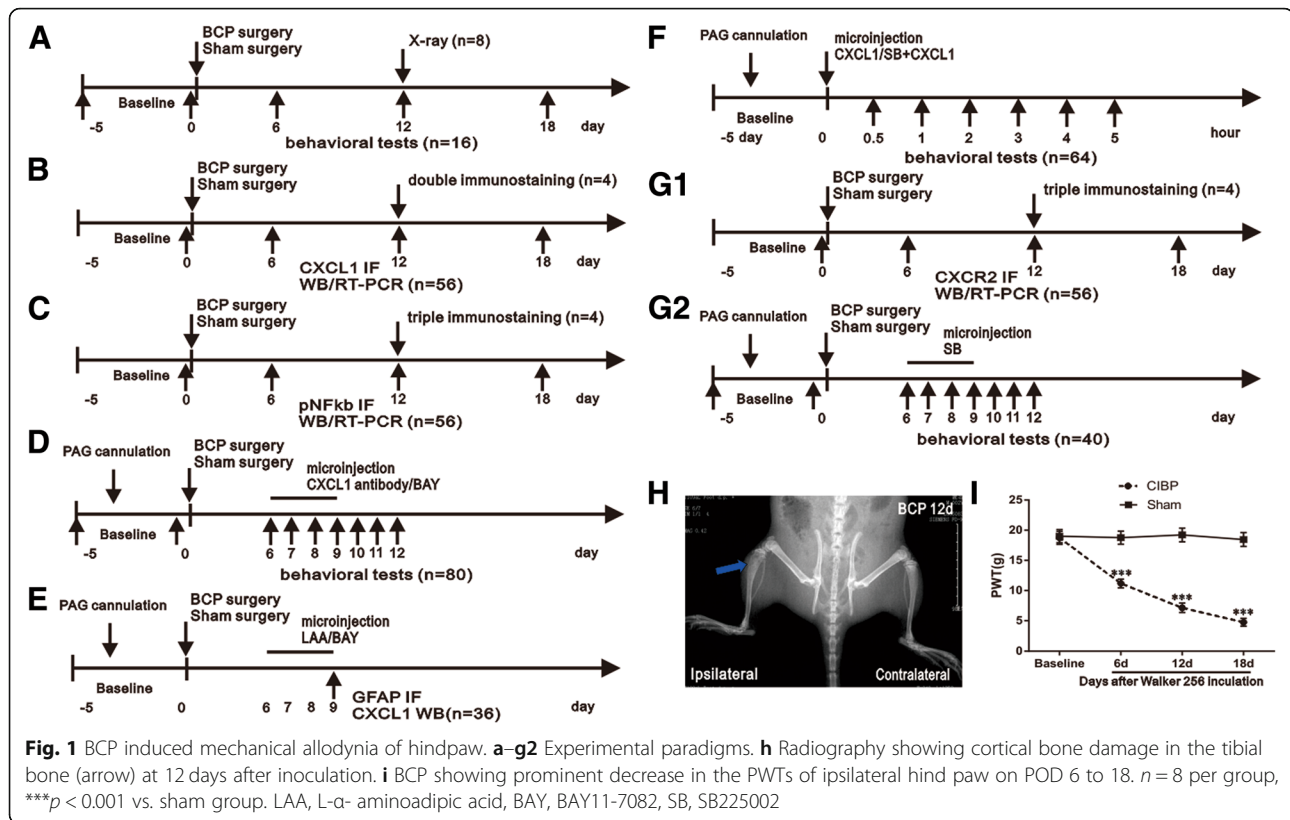 A
BCP surgery
Sham surgery
X-ray (n=8)
Baseline
-5 0 6 12 18 day
behavioral tests (n=16)
B
BCP surgery
Sham surgery
double immunostaining (n=4)
Baseline
-5 0 6 12 18 day
CXCL1 IF
WB/RT-PCR (n=56)
C
BCP surgery
Sham surgery
triple immunostaining (n=4)
Baseline
-5 0 6 12 18 day
pNFkb IF
WB/RT-PCR (n=56)
D
PAG cannulation
BCP surgery
Sham surgery
microinjection
CXCL1 antibody/BAY
Baseline
-5 0 6 7 8 9 10 11 12 day
behavioral tests (n=80)
E
PAG cannulation
BCP surgery
Sham surgery
microinjection
LAA/BAY
Baseline
-5 0 6 7 8 9 day
GFAP IF
CXCL1 WB(n=36)
F
PAG cannulation
microinjection
CXCL1/SB+CXCL1
Baseline
-5 day 0 0.5 1 2 3 4 5 hour
behavioral tests (n=64)
G1
BCP surgery
Sham surgery
triple immunostaining (n=4)
Baseline
-5 0 6 12 18 day
CXCR2 IF
WB/RT-PCR (n=56)
G2
PAG cannulation
BCP surgery
Sham surgery
microinjection
SB
Baseline
-5 0 6 7 8 9 10 11 12 day
behavioral tests (n=40)
H
BCP 12d
Ipsilateral
Contralateral
I
CIBP
Sham
PWT(g)
25
20
15
10
5
0
***
***
***
Baseline 6d 12d 18d
Days after Walker 256 Inculation
Fig. 1 BCP induced mechanical allodynia of hindpaw. a–g2 Experimental paradigms. h Radiography showing cortical bone damage in the tibial
bone (arrow) at 12 days after inoculation. i BCP showing prominent decrease in the PWTs of ipsilateral hind paw on POD 6 to 18. n = 8 per group,
***p < 0.001 vs. sham group. LAA, L-α- aminoadipic acid, BAY, BAY11-7082, SB, SB225002